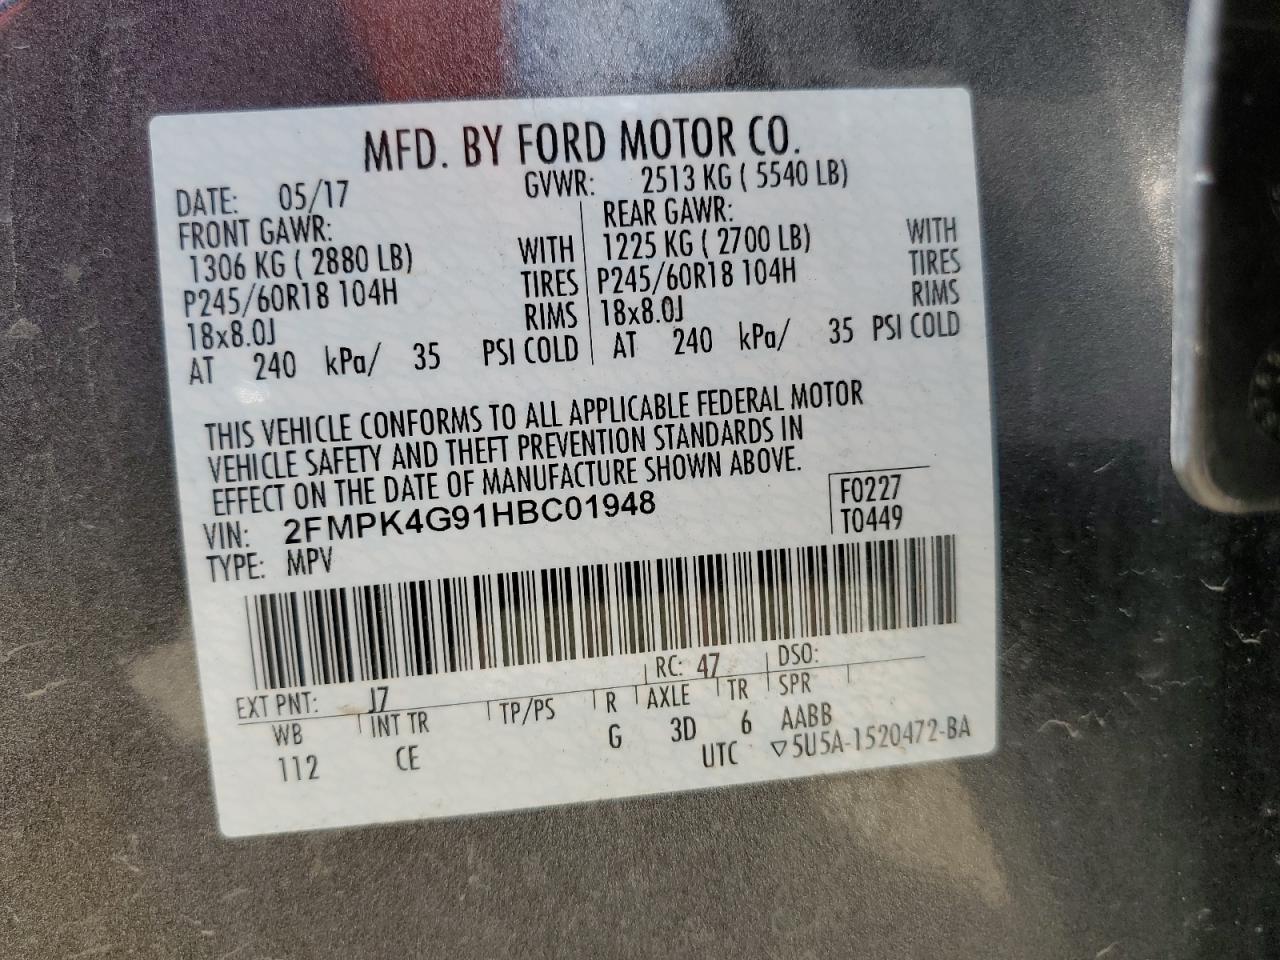 MFD. BY FORD MOTOR CO.
DATE: 05/17 GVWR: 2513 KG ( 5540 LB)
FRONT GAWR: REAR GAWR:
1306 KG ( 2880 LB) WITH 1225 KG ( 2700 LB) WITH
P245/60R18 104H TIRES P245/60R18 104H TIRES
18x8.0J RIMS 18x8.0J RIMS
AT 240 kPa/ 35 PSI COLD AT 240 kPa/ 35 PSI COLD
THIS VEHICLE CONFORMS TO ALL APPLICABLE FEDERAL MOTOR
VEHICLE SAFETY AND THEFT PREVENTION STANDARDS IN
EFFECT ON THE DATE OF MANUFACTURE SHOWN ABOVE.
VIN: 2FMPK4G91HBC01948 F0227
TYPE: MPV T0449
EXT PNT: J7 RC: 47 DSO:
WB INT TR TP/PS R AXLE TR SPR
112 CE G 3D 6 AABB
UTC ▽5U5A-1520472-BA